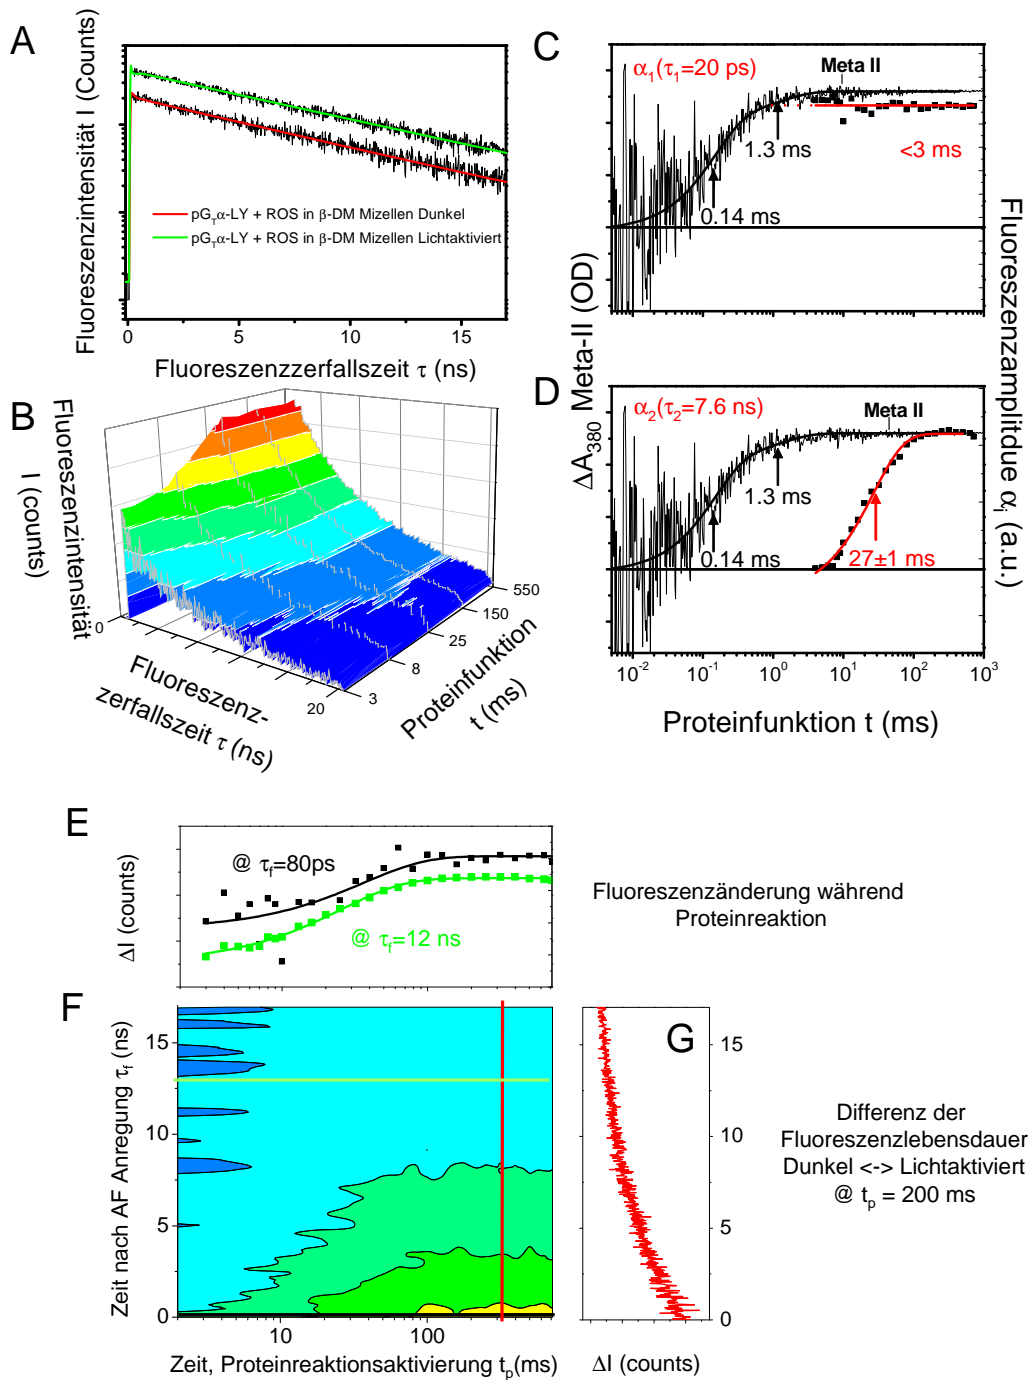 A
Fluoreszenzintensität I (Counts)
pGTα-LY + ROS in β-DM Mizellen Dunkel
pGTα-LY + ROS in β-DM Mizellen Lichtaktiviert
0 5 10 15
Fluoreszenzzerfallszeit τ (ns)
B
Fluoreszenzintensität
I (counts)
0
20
Fluoreszenz-
zerfallszeit τ (ns)
3
8
25
150
550
Proteinfunktion
t (ms)
C
α1(τ1=20 ps)
Meta II
1.3 ms
<3 ms
0.14 ms
D
α2(τ2=7.6 ns)
Meta II
1.3 ms
0.14 ms
27±1 ms
ΔA380 Meta-II (OD)
Fluoreszenzamplitdue αi (a.u.)
10-2 10-1 100 101 102 103
Proteinfunktion t (ms)
E
ΔI (counts)
@ τf=80ps
@ τf=12 ns
Fluoreszenzänderung während
Proteinreaktion
F
Zeit nach AF Anregung τf (ns)
15
10
5
0
10 100
Zeit, Proteinreaktionsaktivierung tp(ms)
G
15
10
5
0
ΔI (counts)
Differenz der
Fluoreszenzlebensdauer
Dunkel <-> Lichtaktiviert
@ tp = 200 ms